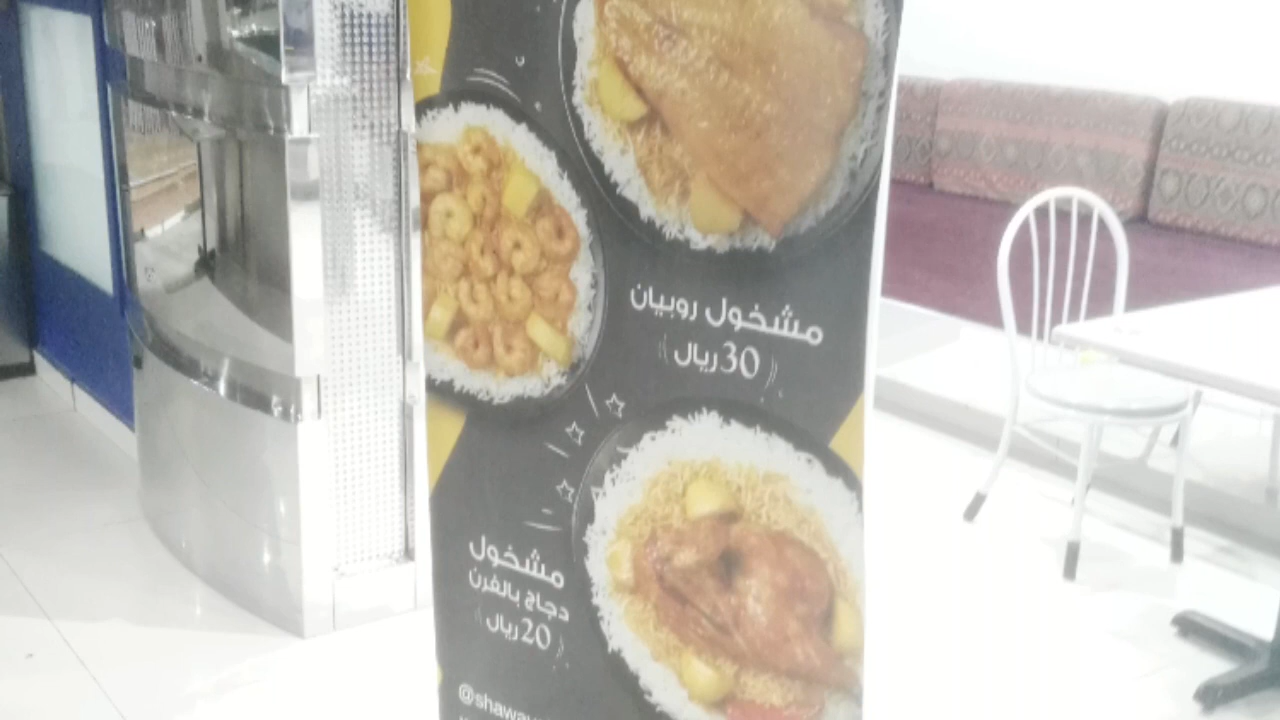 مشخول روبيان
30 ريال
مشخول
دجاج بالفرن
20 ريال